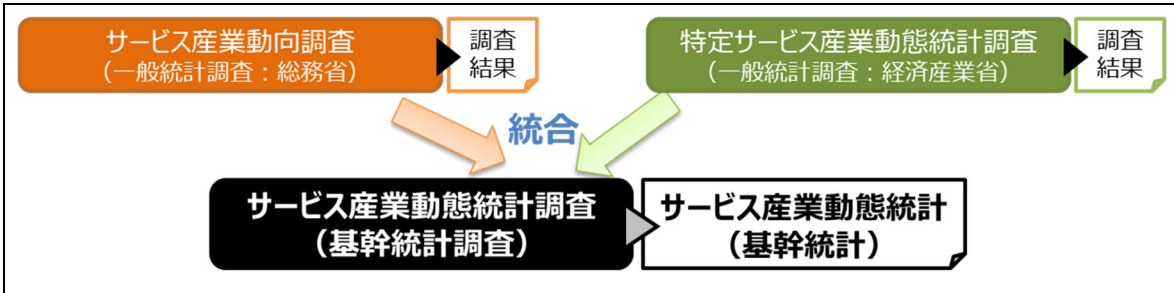 サービス産業動向調査
（一般統計調査：総務省）
調査
結果
特定サービス産業動態統計調査
（一般統計調査：経済産業省）
調査
結果
統合
サービス産業動態統計調査
（基幹統計調査）
サービス産業動態統計
（基幹統計）